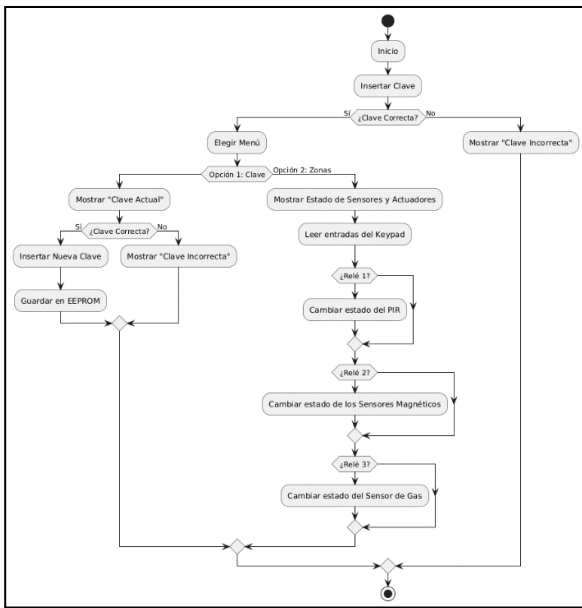 Inicio
Insertar Clave
Sí
¿Clave Correcta?
No
Elegir Menú
Mostrar "Clave Incorrecta"
Opción 1: Clave
Opción 2: Zonas
Mostrar "Clave Actual"
Mostrar Estado de Sensores y Actuadores
Sí
¿Clave Correcta?
No
Leer entradas del Keypad
Insertar Nueva Clave
Mostrar "Clave Incorrecta"
¿Relé 1?
Guardar en EEPROM
Cambiar estado del PIR
¿Relé 2?
Cambiar estado de los Sensores Magnéticos
¿Relé 3?
Cambiar estado del Sensor de Gas